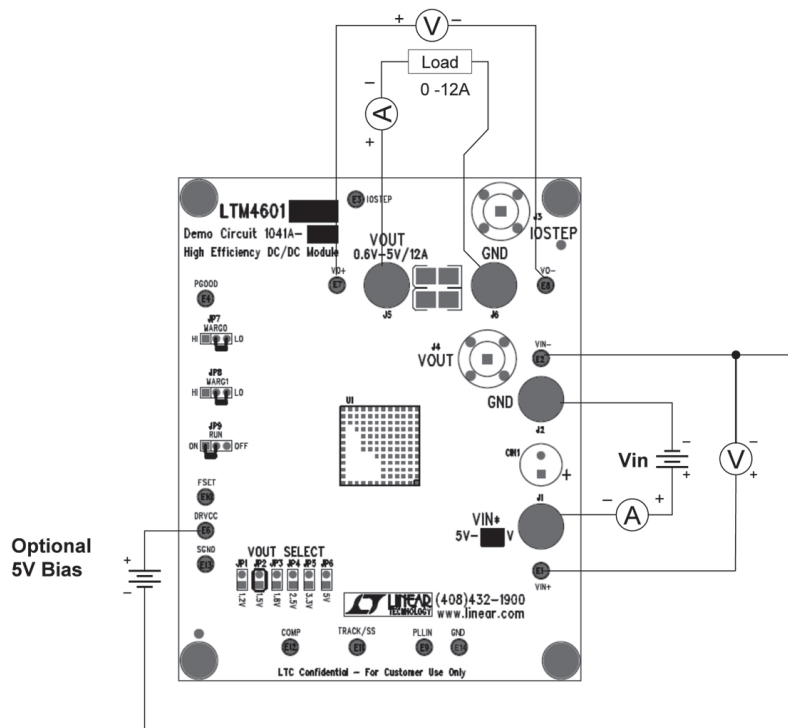 + V −
Load
0 -12A
−
A
+
LTM4601
E3 IOSTEP
Demo Circuit 1041A-
High Efficiency DC/DC Module
VOUT
0.6V-5V/12A
GND
J3
IOSTEP
VO+
E7
J5
J6
VO-
E8
PGOOD
E4
JP7
MARG0
HI LO
JP8
MARG1
HI LO
JP9
RUN
ON OFF
J4
VOUT
VIN-
E2
GND
J2
U1
CIN1
+
Vin
−
+
−
V
+
− A +
J1
VIN*
5V- V
E1
VIN+
FSET
E10
DRVCC
E6
SGND
E13
Optional
5V Bias
+
−
VOUT SELECT
JP1 JP2 JP3 JP4 JP5 JP6
1.2V 1.5V 1.8V 2.5V 3.3V 5V
LT LINEAR TECHNOLOGY (408)432-1900
www.linear.com
COMP TRACK/SS PLLIN GND
E12 E11 E9 E14
LTC Confidential - For Customer Use Only